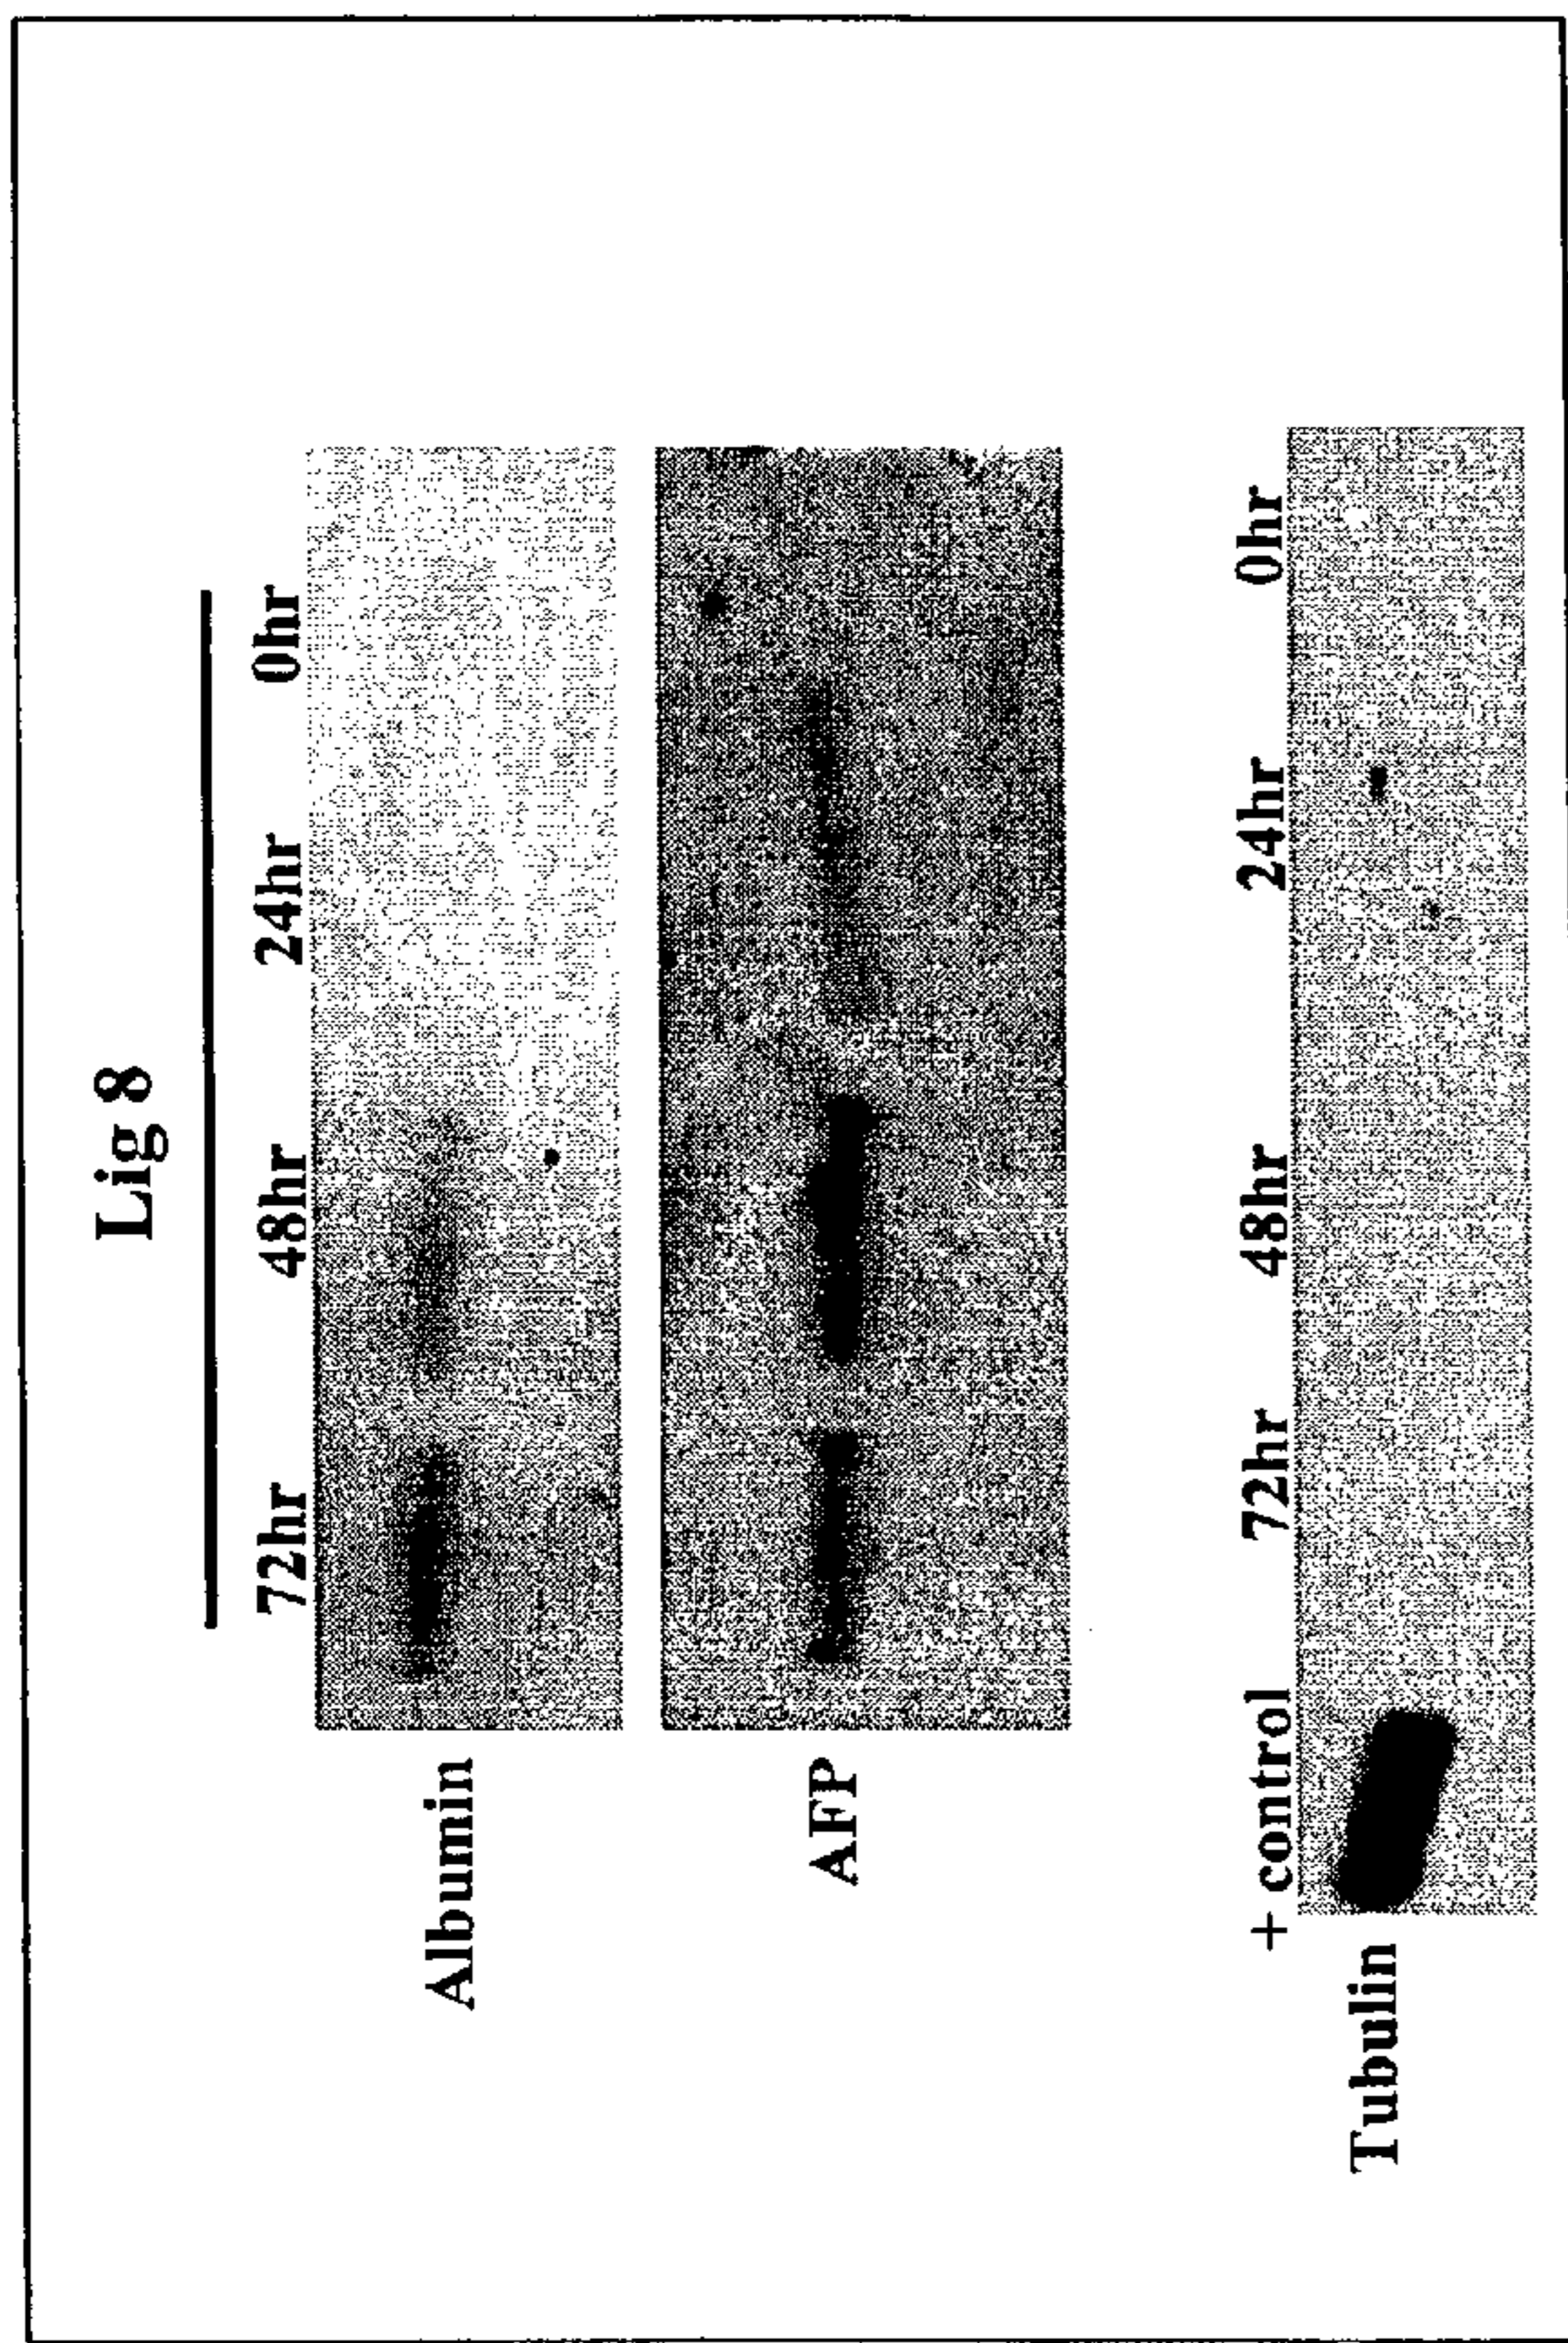 Lig 8
72hr 48hr 24hr 0hr
Albumin
AFP
+ control 72hr 48hr 24hr 0hr
Tubulin